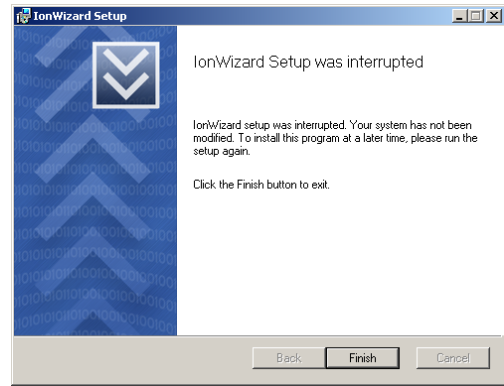 IonWizard Setup
IonWizard Setup was interrupted
IonWizard setup was interrupted. Your system has not been
modified. To install this program at a later time, please run the
setup again.
Click the Finish button to exit.
Back
Finish
Cancel